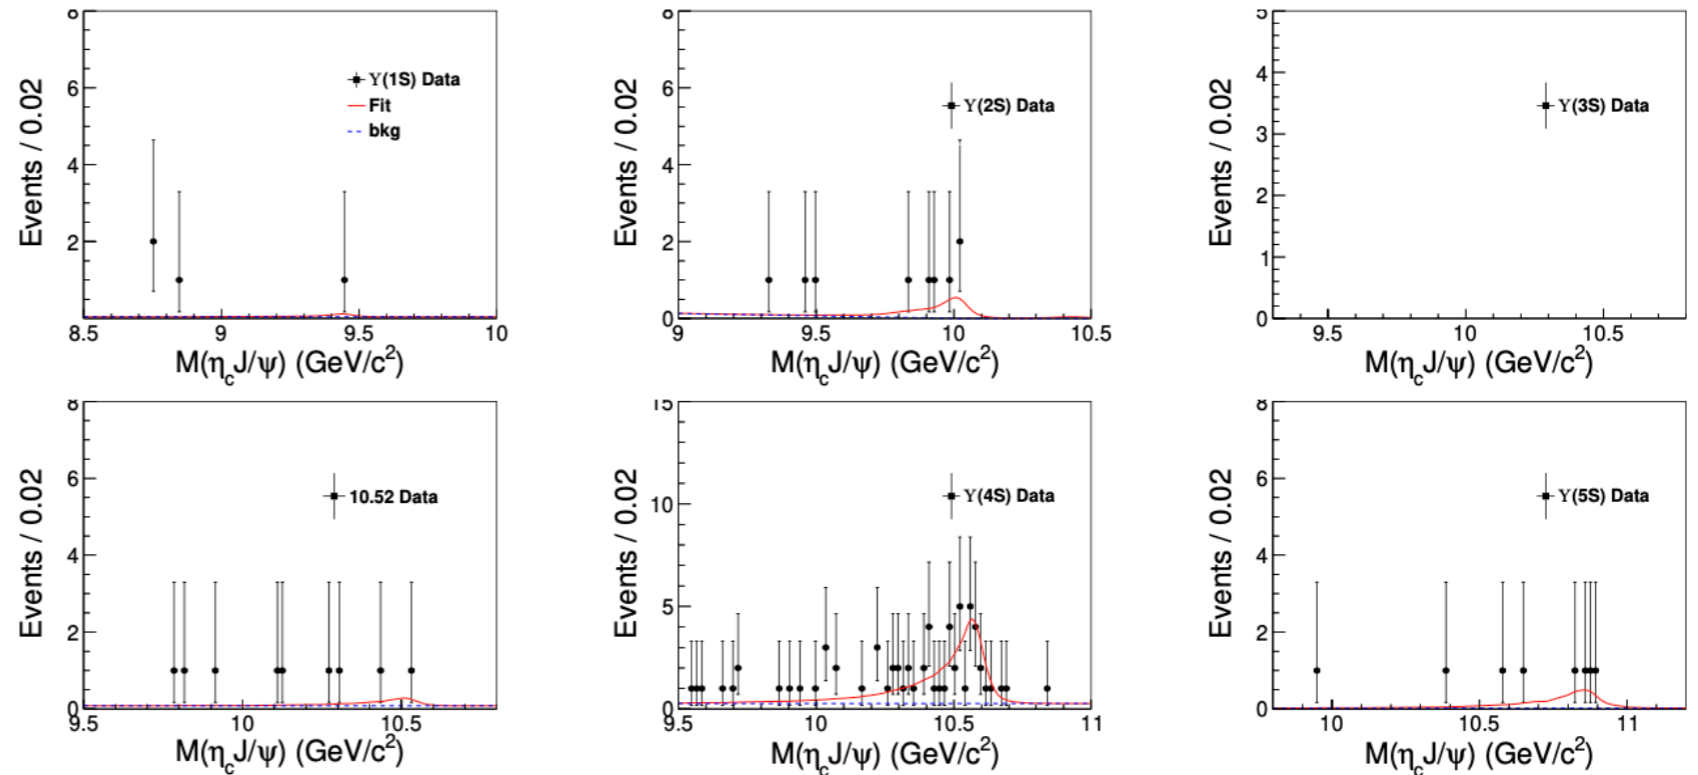 8
6
4
2
0
Events / 0.02
Υ(1S) Data
Fit
bkg
8.5 9 9.5 10
M(η_cJ/ψ) (GeV/c²)
8
6
4
2
0
Events / 0.02
Υ(2S) Data
9 9.5 10 10.5
M(η_cJ/ψ) (GeV/c²)
5
4
3
2
1
0
Events / 0.02
Υ(3S) Data
9.5 10 10.5
M(η_cJ/ψ) (GeV/c²)
8
6
4
2
0
Events / 0.02
10.52 Data
9.5 10 10.5
M(η_cJ/ψ) (GeV/c²)
15
10
5
0
Events / 0.02
Υ(4S) Data
9.5 10 10.5 11
M(η_cJ/ψ) (GeV/c²)
8
6
4
2
0
Events / 0.02
Υ(5S) Data
10 10.5 11
M(η_cJ/ψ) (GeV/c²)